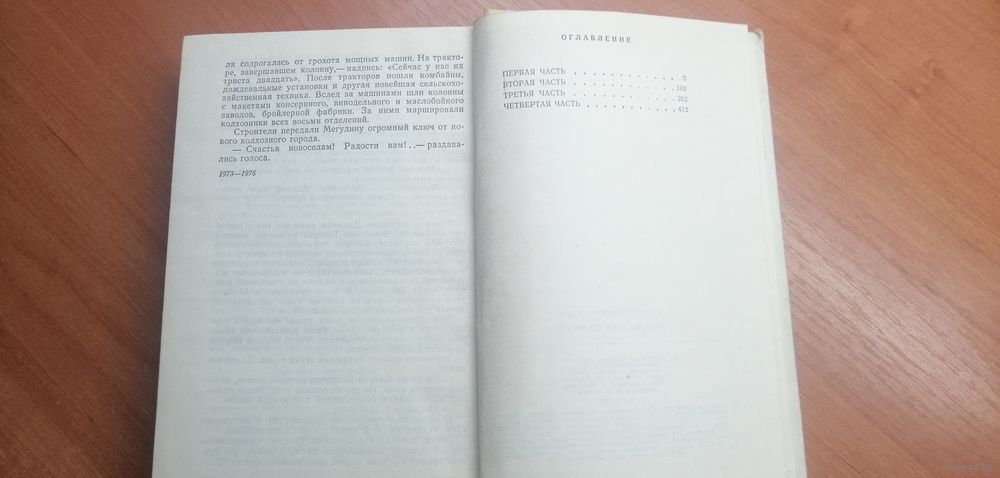 ля содрогалась от грохота мощных машин. На тракто-
ре, завершавшем колонну,— надпись: «Сейчас у нас их
триста двадцать». После тракторов пошли комбайны,
дождевальные установки и другая новейшая сельскохо-
зяйственная техника. Вслед за машинами шли колонны
с макетами консервного, винодельного и маслобойного
заводов, бройлерной фабрики. За ними маршировали
колхозники всех восьми отделений.
Строители передали Мегудину огромный ключ от но-
вого колхозного города.
— Счастья новоселам! Радости вам!..— раздава-
лись голоса.
1973—1976
ОГЛАВЛЕНИЕ
ПЕРВАЯ ЧАСТЬ . . . . . . . . . . . 3
ВТОРАЯ ЧАСТЬ . . . . . . . . . . . 182
ТРЕТЬЯ ЧАСТЬ . . . . . . . . . . . 262
ЧЕТВЕРТАЯ ЧАСТЬ . . . . . . . . . . 412